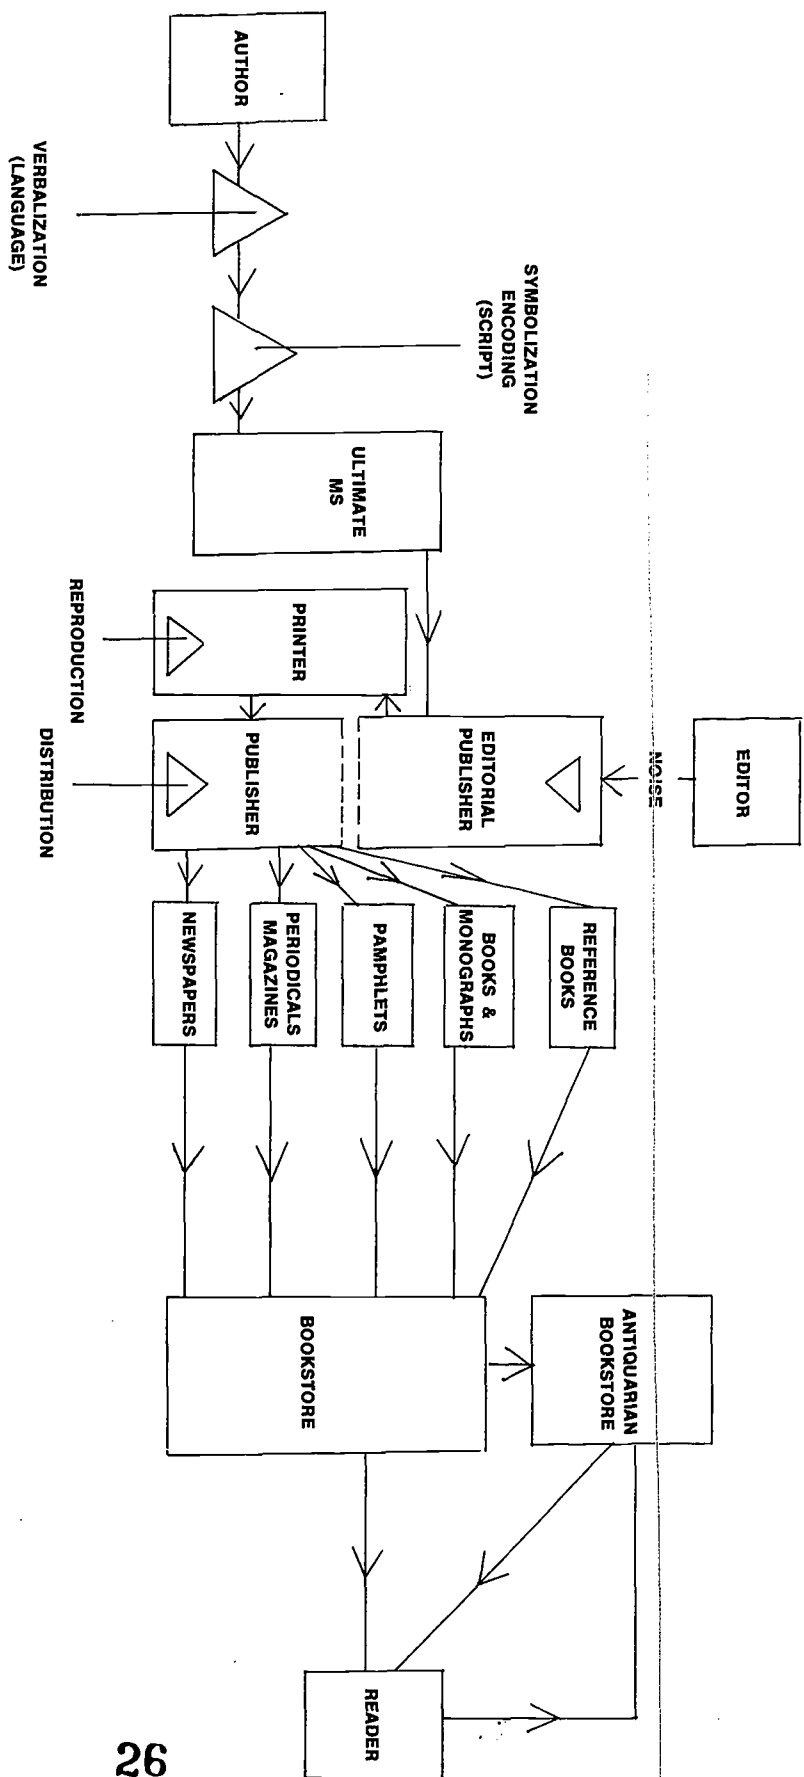 AUTHOR
VERBALIZATION
(LANGUAGE)
SYMBOLIZATION
ENCODING
(SCRIPT)
ULTIMATE
MS
PRINTER
REPRODUCTION
EDITOR
NOISE
EDITORIAL
PUBLISHER
PUBLISHER
DISTRIBUTION
REFERENCE
BOOKS
BOOKS &
MONOGRAPHS
PAMPHLETS
PERIODICALS
MAGAZINES
NEWSPAPERS
ANTIQUARIAN
BOOKSTORE
BOOKSTORE
READER
26